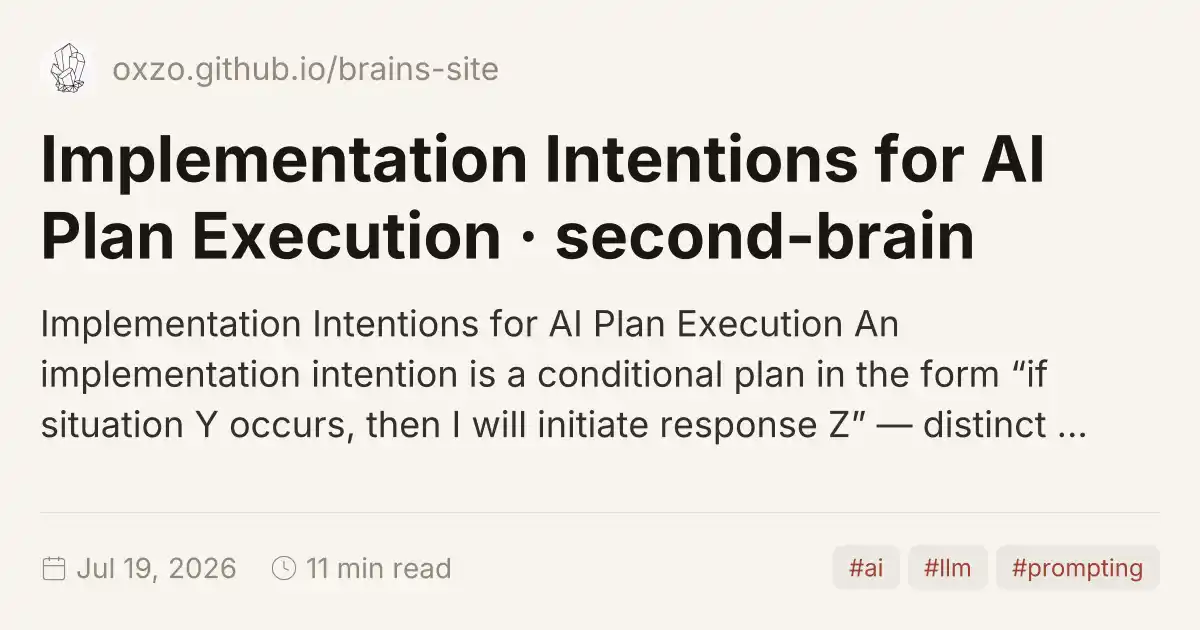 oxzo.github.io/brains-site
Implementation Intentions for AI
Plan Execution · second-brain
Implementation Intentions for AI Plan Execution An
implementation intention is a conditional plan in the form “if
situation Y occurs, then I will initiate response Z” — distinct ...
Jul 19, 2026 11 min read #ai #llm #prompting